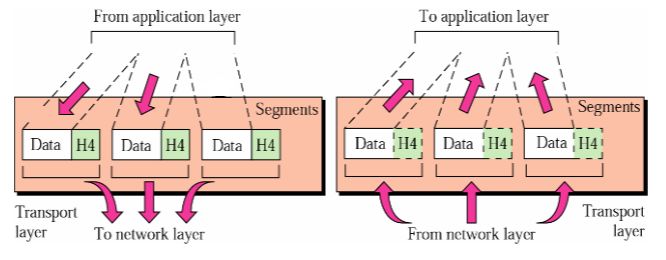 From application layer
Segments
Data H4 Data H4 Data H4
Transport
layer
To network layer
To application layer
Segments
Data H4 Data H4 Data H4
Transport
layer
From network layer